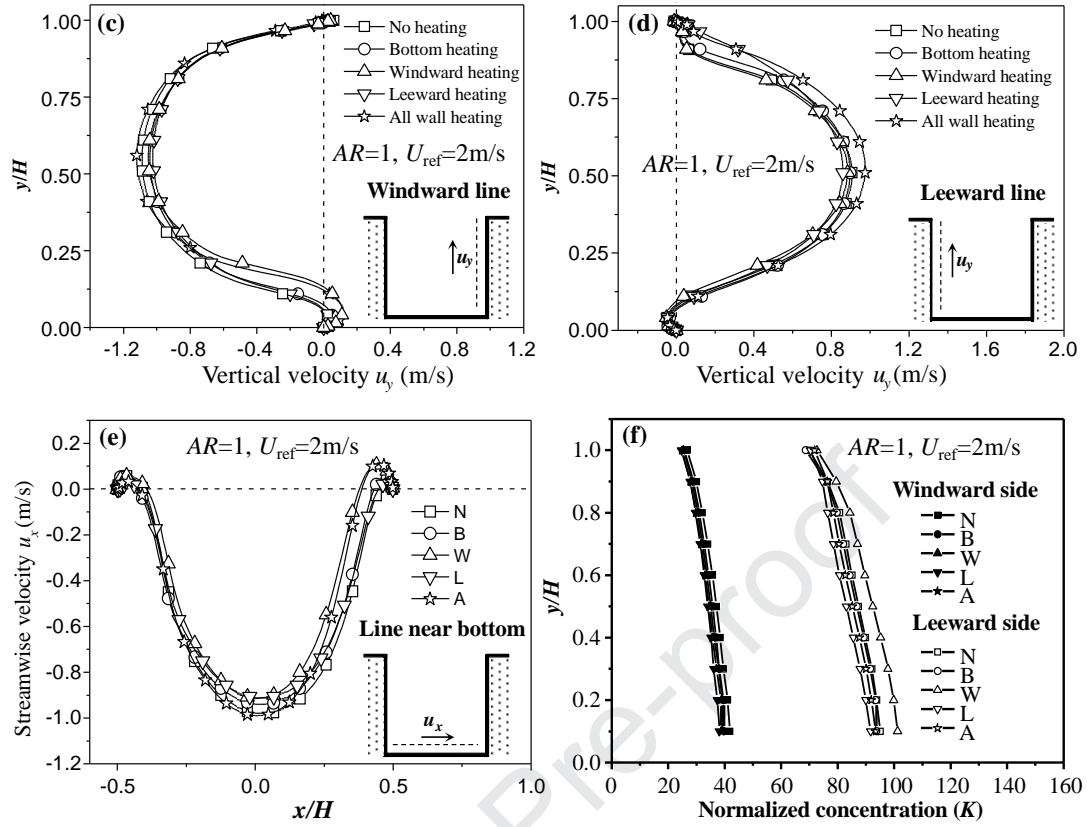 (c)
No heating
Bottom heating
Windward heating
Leeward heating
All wall heating
AR=1, Uref=2m/s
Windward line
uy
y/H
1.00
0.75
0.50
0.25
0.00
-1.2
-0.6
0.0
0.6
1.2
Vertical velocity uy (m/s)
(d)
No heating
Bottom heating
Windward heating
Leeward heating
All wall heating
AR=1, Uref=2m/s
Leeward line
uy
y/H
1.00
0.75
0.50
0.25
0.00
0.0
0.4
0.8
1.2
1.6
2.0
Vertical velocity uy (m/s)
(e)
AR=1, Uref=2m/s
N
B
W
L
A
Line near bottom
ux
Streamwise velocity ux(m/s)
0.2
0.0
-0.2
-0.4
-0.6
-0.8
-1.0
-1.2
-0.5
0.0
0.5
1.0
x/H
(f)
AR=1, Uref=2m/s
Windward side
N
B
W
L
A
Leeward side
N
B
W
L
A
y/H
1.0
0.8
0.6
0.4
0.2
0.0
0
20
40
60
80
100
120
140
160
Normalized concentration (K)
Pre-proof